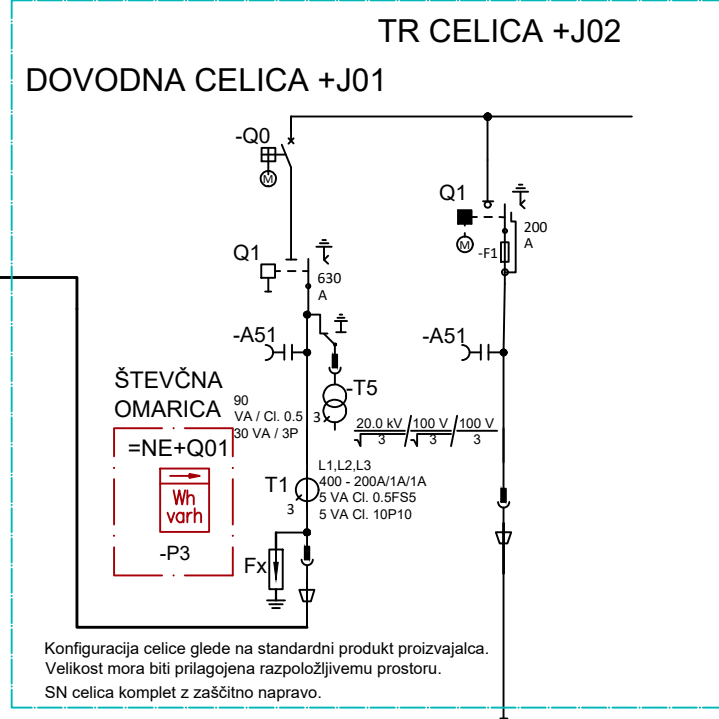 TR CELICA +J02
DOVODNA CELICA +J01
-Q0
M
Q1
630
A
Q1
200
A
M
-F1
-A51
-A51
-T5
3
ŠTEVČNA
OMARICA
90
VA / Cl. 0.5
30 VA / 3P
20.0 kV / 100 V / 100 V
√3 √3 3
=NE+Q01
Wh
varh
-P3
T1
3
L1,L2,L3
400 - 200A/1A/1A
5 VA Cl. 0.5FS5
5 VA Cl. 10P10
Fx
Konfiguracija celice glede na standardni produkt proizvajalca.
Velikost mora biti prilagojena razpoložljivemu prostoru.
SN celica komplet z zaščitno napravo.